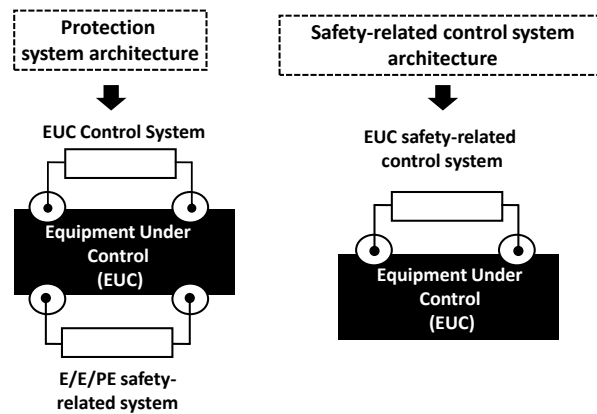 Protection
system architecture
EUC Control System
Equipment Under
Control
(EUC)
E/E/PE safety-
related system
Safety-related control system
architecture
EUC safety-related
control system
Equipment Under
Control
(EUC)